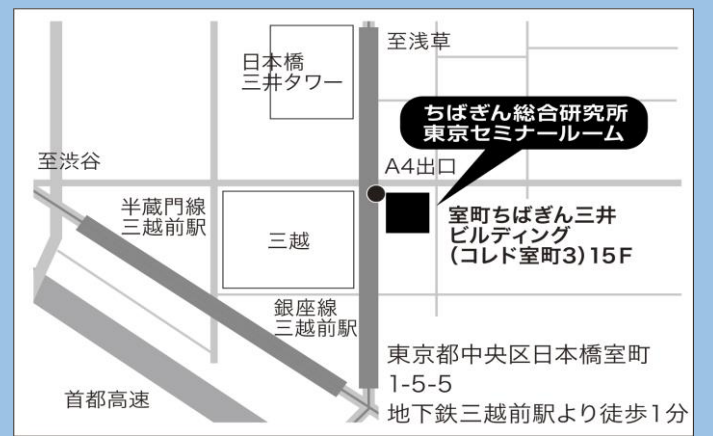 至浅草
日本橋
三井タワー
ちばぎん総合研究所
東京セミナールーム
至渋谷
A4出口
半蔵門線
三越前駅
三越
室町ちばぎん三井
ビルディング
(コレド室町3)15F
銀座線
三越前駅
東京都中央区日本橋室町
1-5-5
地下鉄三越前駅より徒歩1分
首都高速